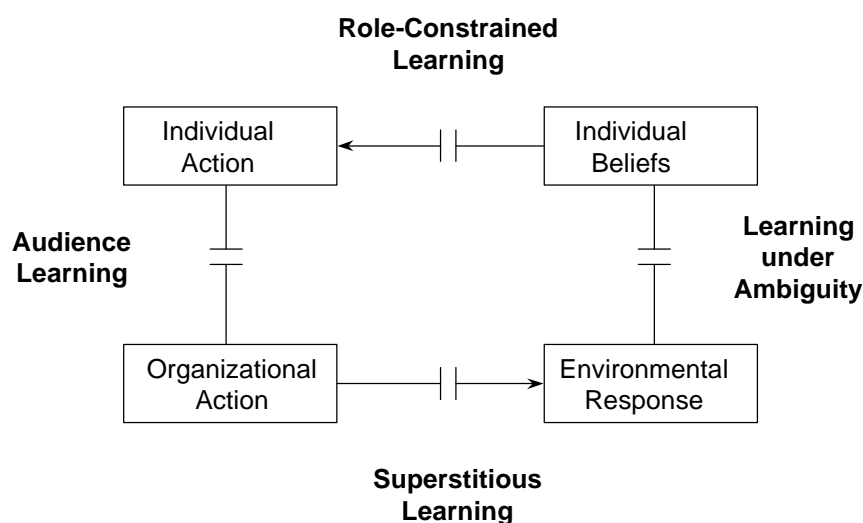 Role-Constrained
Learning
Individual
Action
Individual
Beliefs
Audience
Learning
Learning
under
Ambiguity
Organizational
Action
Environmental
Response
Superstitious
Learning